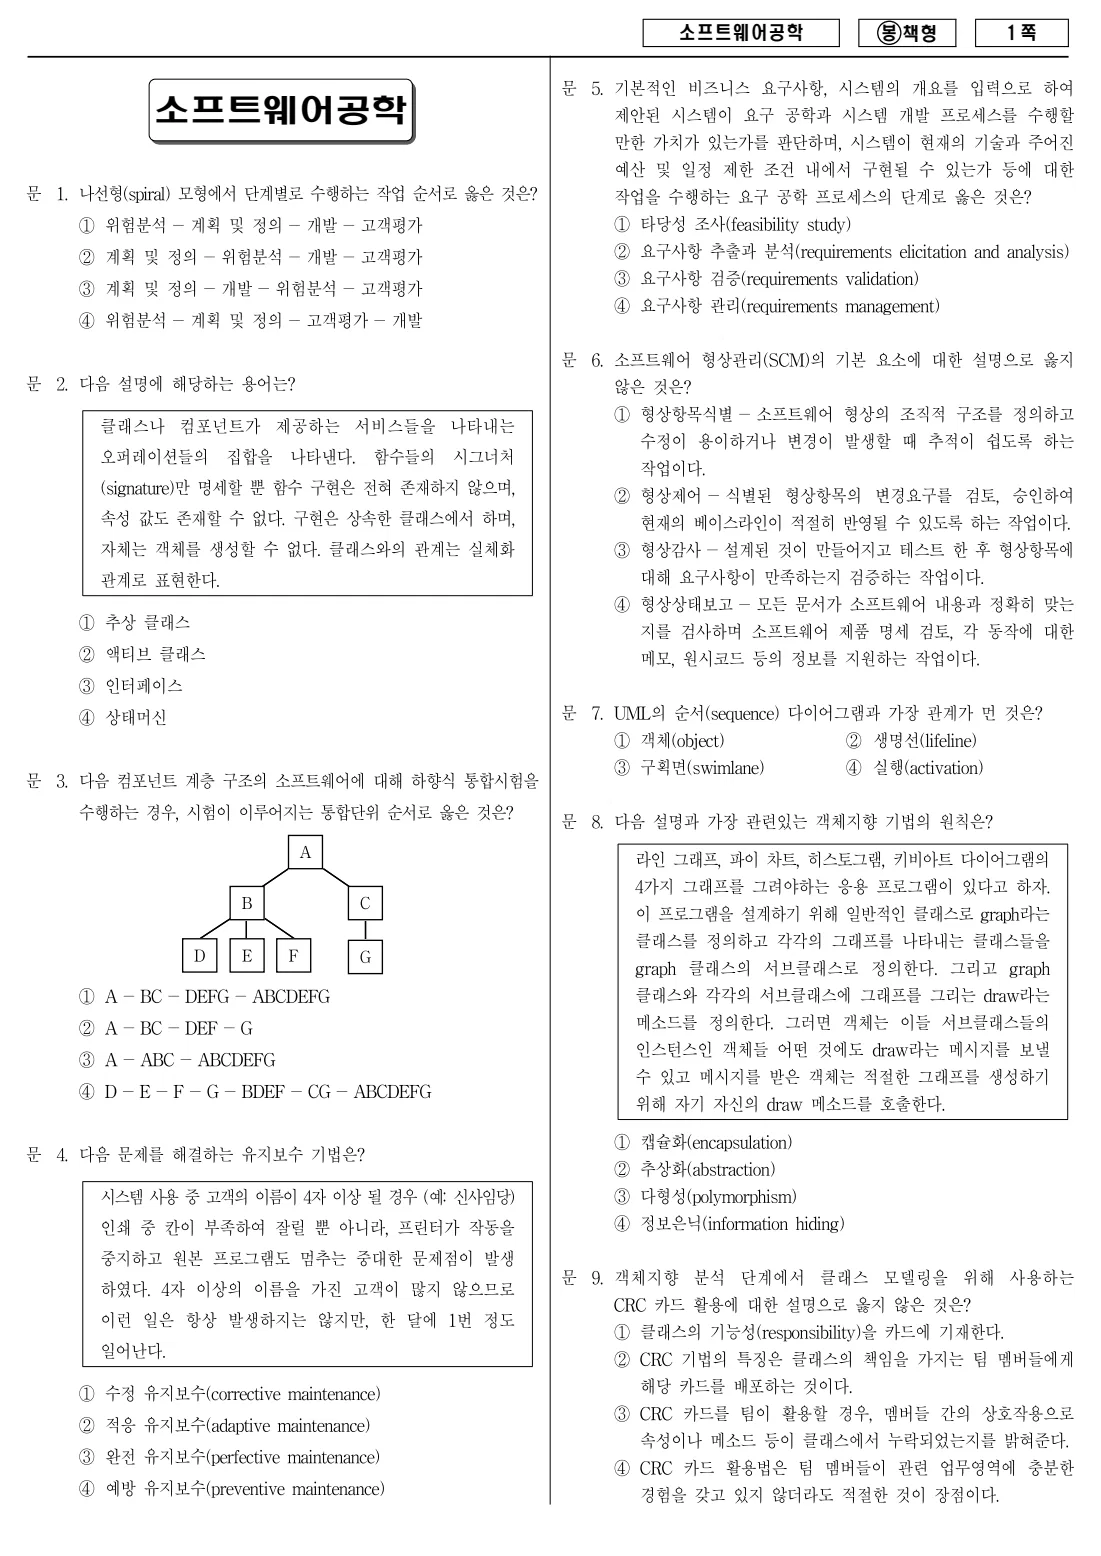 소프트웨어공학
봉책형
1쪽
소프트웨어공학
문 1. 나선형(spiral) 모형에서 단계별로 수행하는 작업 순서로 옳은 것은?
① 위험분석 – 계획 및 정의 – 개발 – 고객평가
② 계획 및 정의 – 위험분석 – 개발 – 고객평가
③ 계획 및 정의 – 개발 – 위험분석 – 고객평가
④ 위험분석 – 계획 및 정의 – 고객평가 – 개발
문 2. 다음 설명에 해당하는 용어는?
클래스나 컴포넌트가 제공하는 서비스들을 나타내는
오퍼레이션들의 집합을 나타낸다. 함수들의 시그너처
(signature)만 명세할 뿐 함수 구현은 전혀 존재하지 않으며,
속성 값도 존재할 수 없다. 구현은 상속한 클래스에서 하며,
자체는 객체를 생성할 수 없다. 클래스와의 관계는 실체화
관계로 표현한다.
① 추상 클래스
② 액티브 클래스
③ 인터페이스
④ 상태머신
문 3. 다음 컴포넌트 계층 구조의 소프트웨어에 대해 하향식 통합시험을
수행하는 경우, 시험이 이루어지는 통합단위 순서로 옳은 것은?
A
B C
D E F G
① A – BC – DEFG – ABCDEFG
② A – BC – DEF – G
③ A – ABC – ABCDEFG
④ D – E – F – G – BDEF – CG – ABCDEFG
문 4. 다음 문제를 해결하는 유지보수 기법은?
시스템 사용 중 고객의 이름이 4자 이상 될 경우 (예: 신사임당)
인쇄 중 칸이 부족하여 잘릴 뿐 아니라, 프린터가 작동을
중지하고 원본 프로그램도 멈추는 중대한 문제점이 발생
하였다. 4자 이상의 이름을 가진 고객이 많지 않으므로
이런 일은 항상 발생하지는 않지만, 한 달에 1번 정도
일어난다.
① 수정 유지보수(corrective maintenance)
② 적응 유지보수(adaptive maintenance)
③ 완전 유지보수(perfective maintenance)
④ 예방 유지보수(preventive maintenance)
문 5. 기본적인 비즈니스 요구사항, 시스템의 개요를 입력으로 하여
제안된 시스템이 요구 공학과 시스템 개발 프로세스를 수행할
만한 가치가 있는가를 판단하며, 시스템이 현재의 기술과 주어진
예산 및 일정 제한 조건 내에서 구현될 수 있는가 등에 대한
작업을 수행하는 요구 공학 프로세스의 단계로 옳은 것은?
① 타당성 조사(feasibility study)
② 요구사항 추출과 분석(requirements elicitation and analysis)
③ 요구사항 검증(requirements validation)
④ 요구사항 관리(requirements management)
문 6. 소프트웨어 형상관리(SCM)의 기본 요소에 대한 설명으로 옳지
않은 것은?
① 형상항목식별 – 소프트웨어 형상의 조직적 구조를 정의하고
수정이 용이하거나 변경이 발생할 때 추적이 쉽도록 하는
작업이다.
② 형상제어 – 식별된 형상항목의 변경요구를 검토, 승인하여
현재의 베이스라인이 적절히 반영될 수 있도록 하는 작업이다.
③ 형상감사 – 설계된 것이 만들어지고 테스트 한 후 형상항목에
대해 요구사항이 만족하는지 검증하는 작업이다.
④ 형상상태보고 – 모든 문서가 소프트웨어 내용과 정확히 맞는
지를 검사하며 소프트웨어 제품 명세 검토, 각 동작에 대한
메모, 원시코드 등의 정보를 지원하는 작업이다.
문 7. UML의 순서(sequence) 다이어그램과 가장 관계가 먼 것은?
① 객체(object) ② 생명선(lifeline)
③ 구획면(swimlane) ④ 실행(activation)
문 8. 다음 설명과 가장 관련있는 객체지향 기법의 원칙은?
라인 그래프, 파이 차트, 히스토그램, 키비아트 다이어그램의
4가지 그래프를 그려야하는 응용 프로그램이 있다고 하자.
이 프로그램을 설계하기 위해 일반적인 클래스로 graph라는
클래스를 정의하고 각각의 그래프를 나타내는 클래스들을
graph 클래스의 서브클래스로 정의한다. 그리고 graph
클래스와 각각의 서브클래스에 그래프를 그리는 draw라는
메소드를 정의한다. 그러면 객체는 이들 서브클래스들의
인스턴스인 객체들 어떤 것에도 draw라는 메시지를 보낼
수 있고 메시지를 받은 객체는 적절한 그래프를 생성하기
위해 자기 자신의 draw 메소드를 호출한다.
① 캡슐화(encapsulation)
② 추상화(abstraction)
③ 다형성(polymorphism)
④ 정보은닉(information hiding)
문 9. 객체지향 분석 단계에서 클래스 모델링을 위해 사용하는
CRC 카드 활용에 대한 설명으로 옳지 않은 것은?
① 클래스의 기능성(responsibility)을 카드에 기재한다.
② CRC 기법의 특징은 클래스의 책임을 가지는 팀 멤버들에게
해당 카드를 배포하는 것이다.
③ CRC 카드를 팀이 활용할 경우, 멤버들 간의 상호작용으로
속성이나 메소드 등이 클래스에서 누락되었는지를 밝혀준다.
④ CRC 카드 활용법은 팀 멤버들이 관련 업무영역에 충분한
경험을 갖고 있지 않더라도 적절한 것이 장점이다.